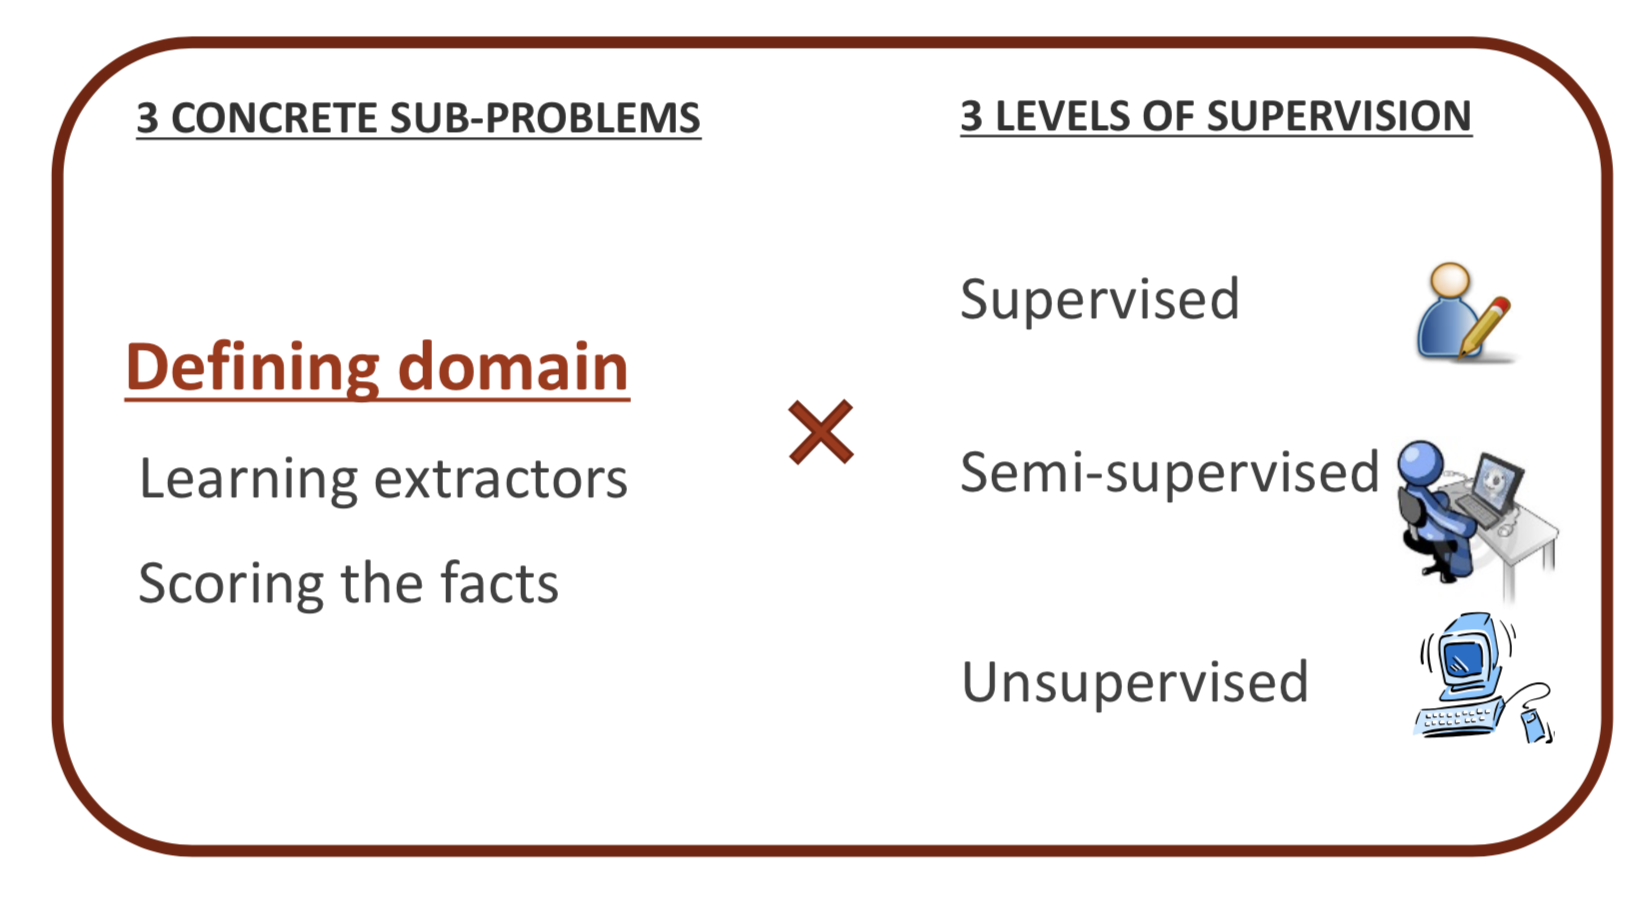 3 CONCRETE SUB-PROBLEMS
Defining domain
Learning extractors
Scoring the facts
3 LEVELS OF SUPERVISION
Supervised
Semi-supervised
Unsupervised